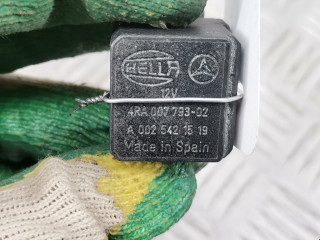 HELLA
12V
4RA 007 793-02
A 002 542 15 19
Made in Spain